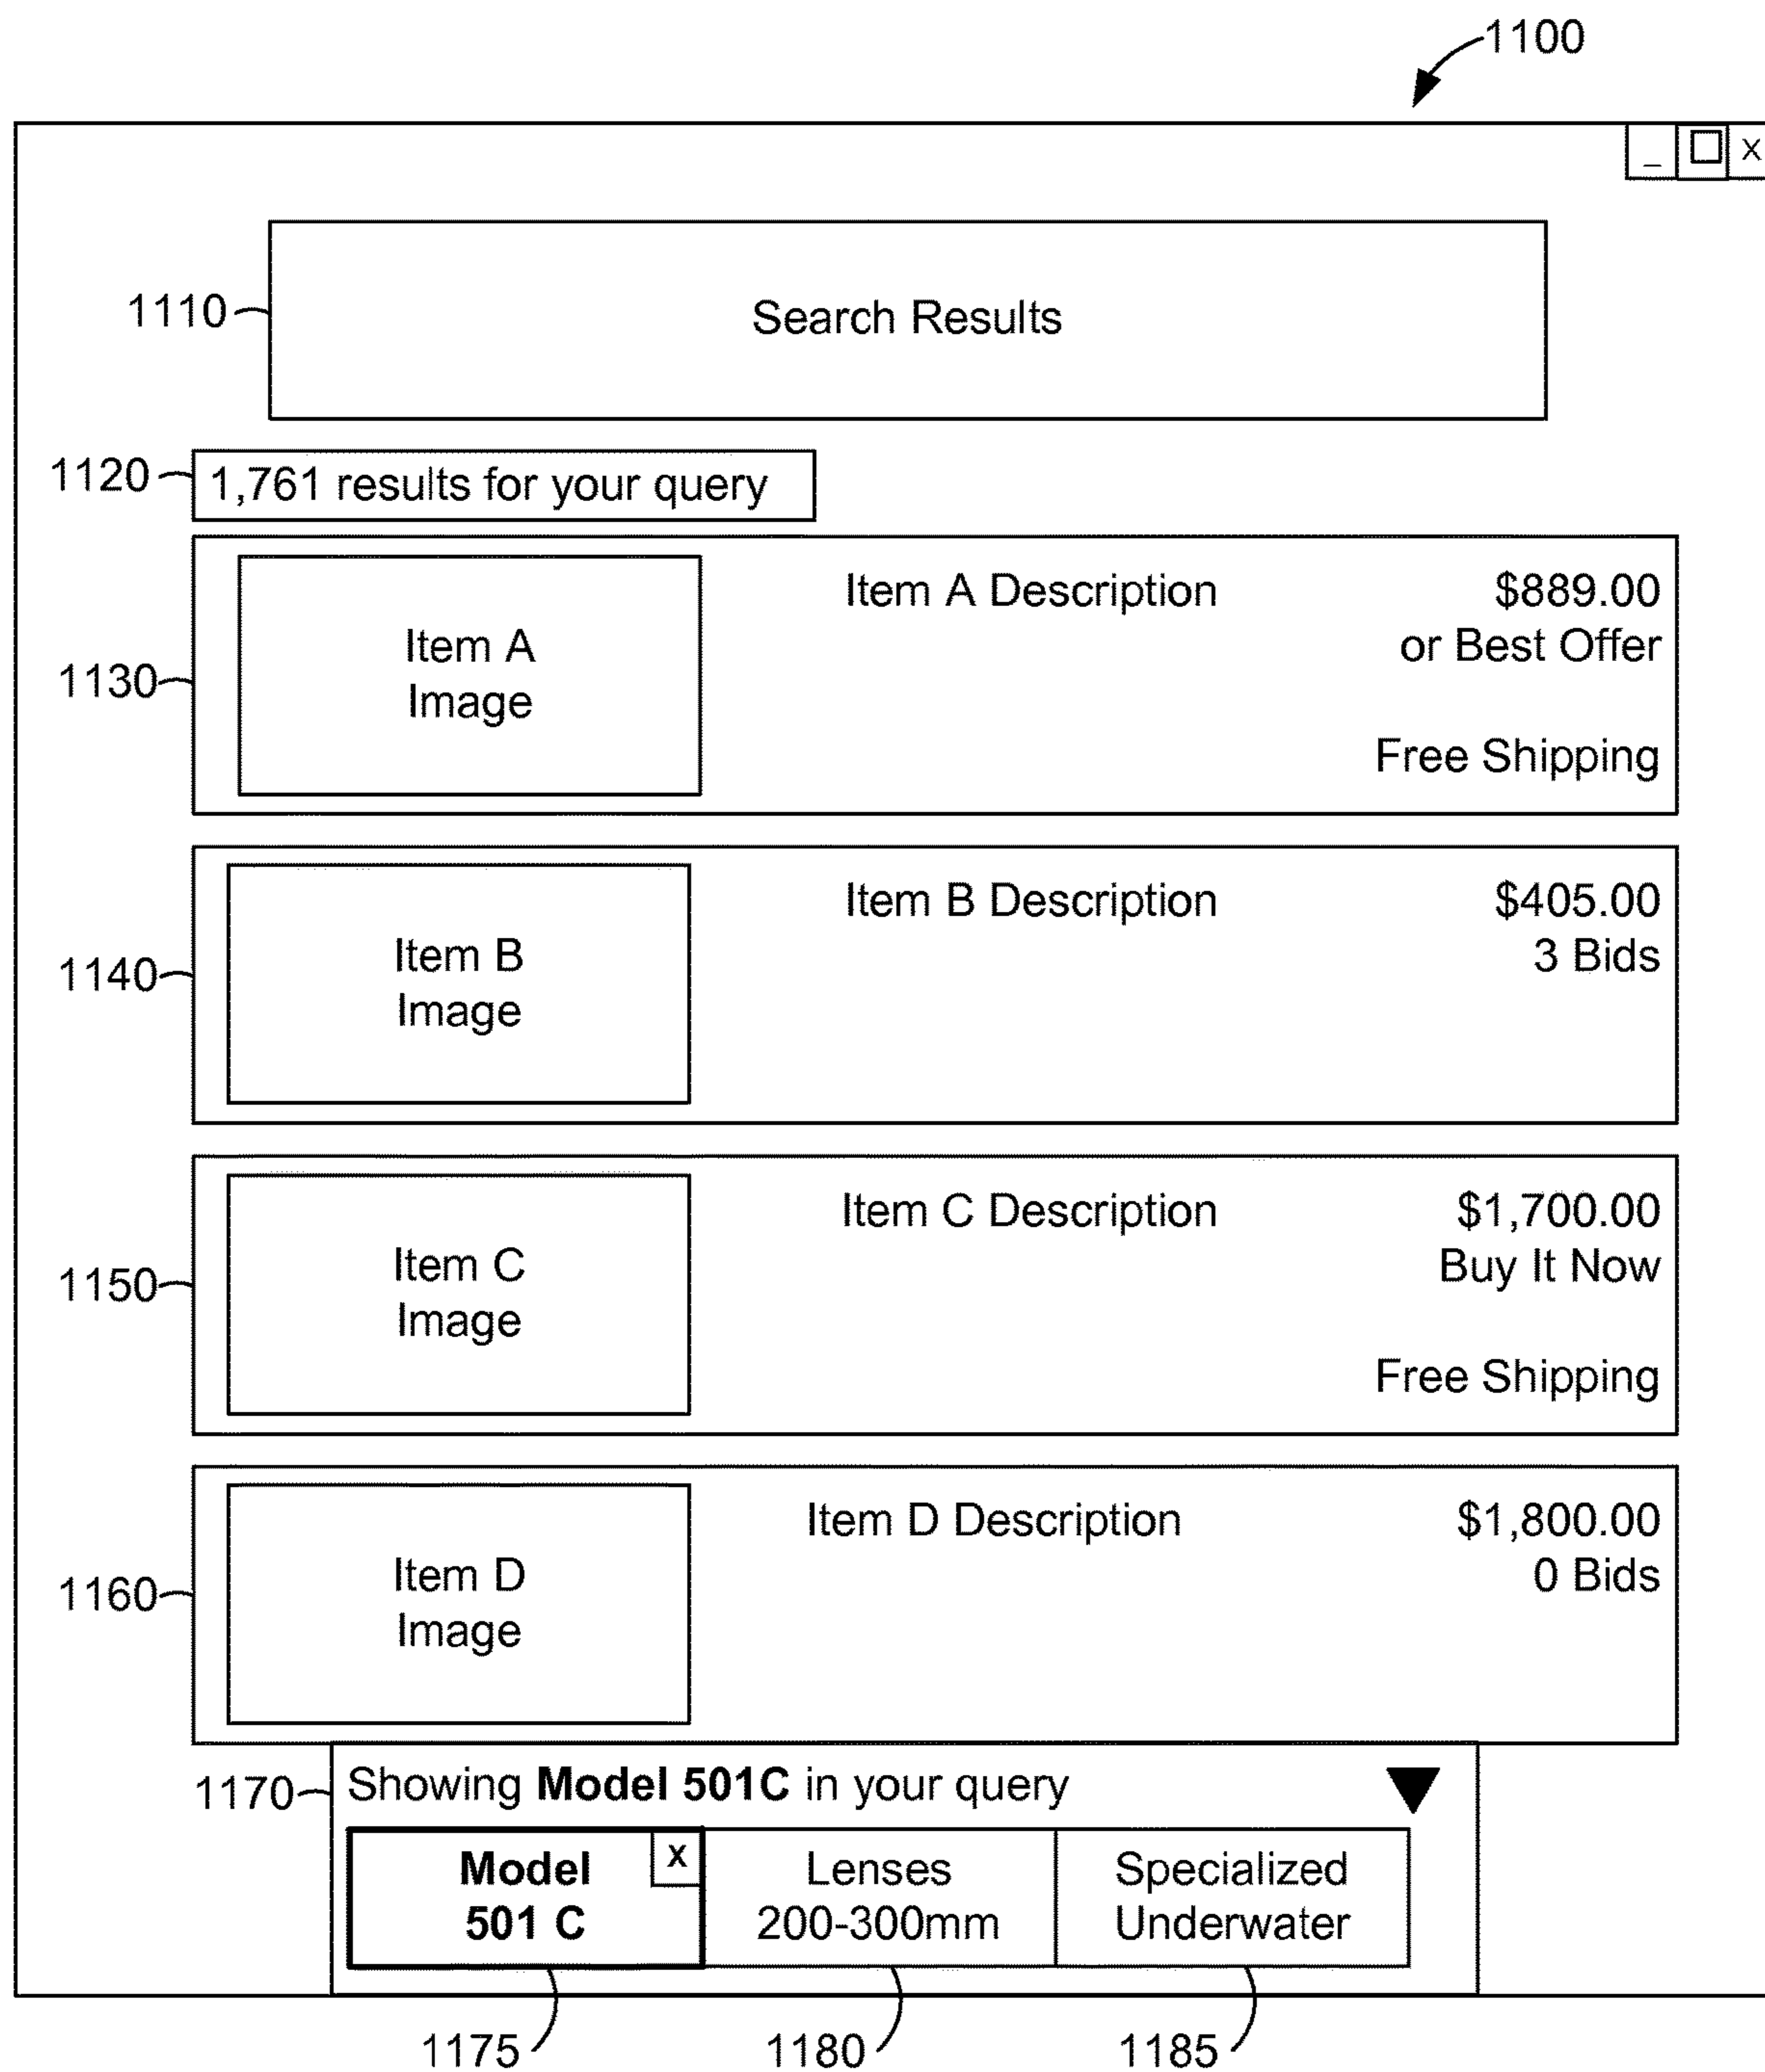 1100
_ □ X
1110
Search Results
1120
1,761 results for your query
1130
Item A
Image
Item A Description
$889.00
or Best Offer
Free Shipping
1140
Item B
Image
Item B Description
$405.00
3 Bids
1150
Item C
Image
Item C Description
$1,700.00
Buy It Now
Free Shipping
1160
Item D
Image
Item D Description
$1,800.00
0 Bids
1170
Showing Model 501C in your query
Model
501 C
X
Lenses
200-300mm
Specialized
Underwater
1175
1180
1185